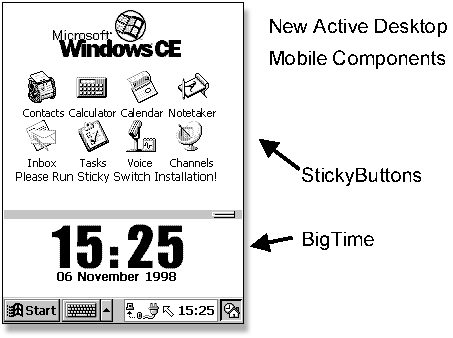 Microsoft®
Windows CE
Contacts Calculator Calendar Notetaker
Inbox Tasks Voice Channels
Please Run Sticky Switch Installation!
15:25
06 November 1998
Start 15:25
New Active Desktop
Mobile Components
StickyButtons
BigTime